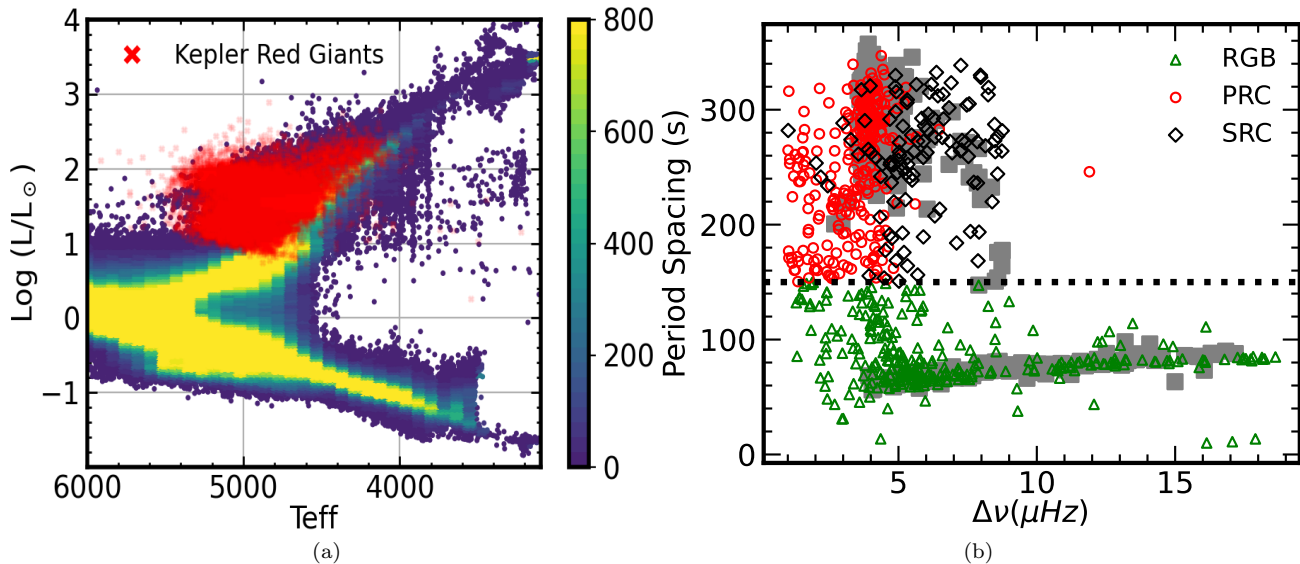 Kepler Red Giants
4
3
2
1
0
−1
Log (L/L⊙)
6000 5000 4000
Teff
(a)
800
600
400
200
0
RGB
PRC
SRC
300
200
100
0
Period Spacing (s)
5 10 15
Δν(μHz)
(b)